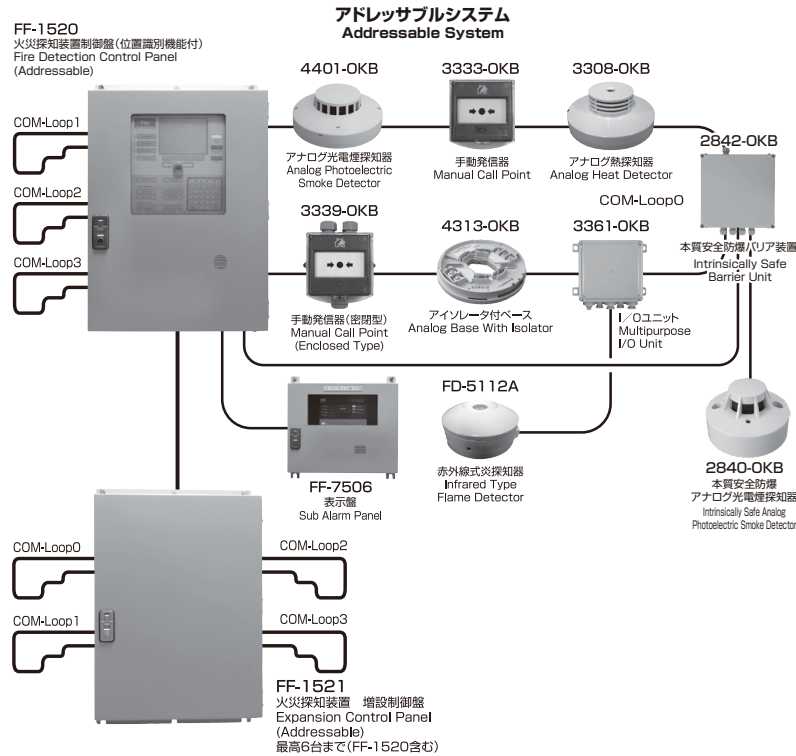 アドレッサブルシステム
Addressable System
FF-1520
火災探知装置制御盤(位置識別機能付)
Fire Detection Control Panel
(Addressable)
COM-Loop1
COM-Loop2
COM-Loop3
4401-OKB
アナログ光電煙探知器
Analog Photoelectric
Smoke Detector
3333-OKB
手動発信器
Manual Call Point
3308-OKB
アナログ熱探知器
Analog Heat Detector
2842-OKB
COM-Loop0
本質安全防爆バリア装置
Intrinsically Safe
Barrier Unit
3339-OKB
手動発信器(密閉型)
Manual Call Point
(Enclosed Type)
4313-OKB
アイソレータ付ベース
Analog Base With Isolator
3361-OKB
I/Oユニット
Multipurpose
I/O Unit
FF-7506
表示盤
Sub Alarm Panel
FD-5112A
赤外線式炎探知器
Infrared Type
Flame Detector
2840-OKB
本質安全防爆
アナログ光電煙探知器
Intrinsically Safe Analog
Photoelectric Smoke Detector
COM-Loop0
COM-Loop1
COM-Loop2
COM-Loop3
FF-1521
火災探知装置 増設制御盤
Expansion Control Panel
(Addressable)
最高6台まで(FF-1520含む)